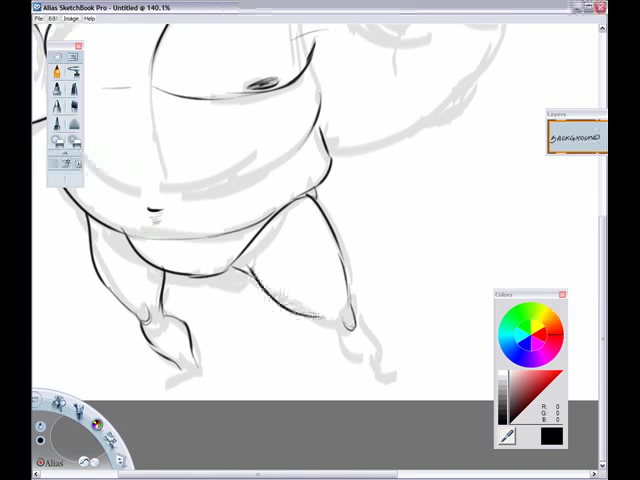 Alias SketchBook Pro - Untitled @ 140.1%
File Edit Image Help
Layers
BACKGROUND
Colors
R: 0
G: 0
B: 0
Alias